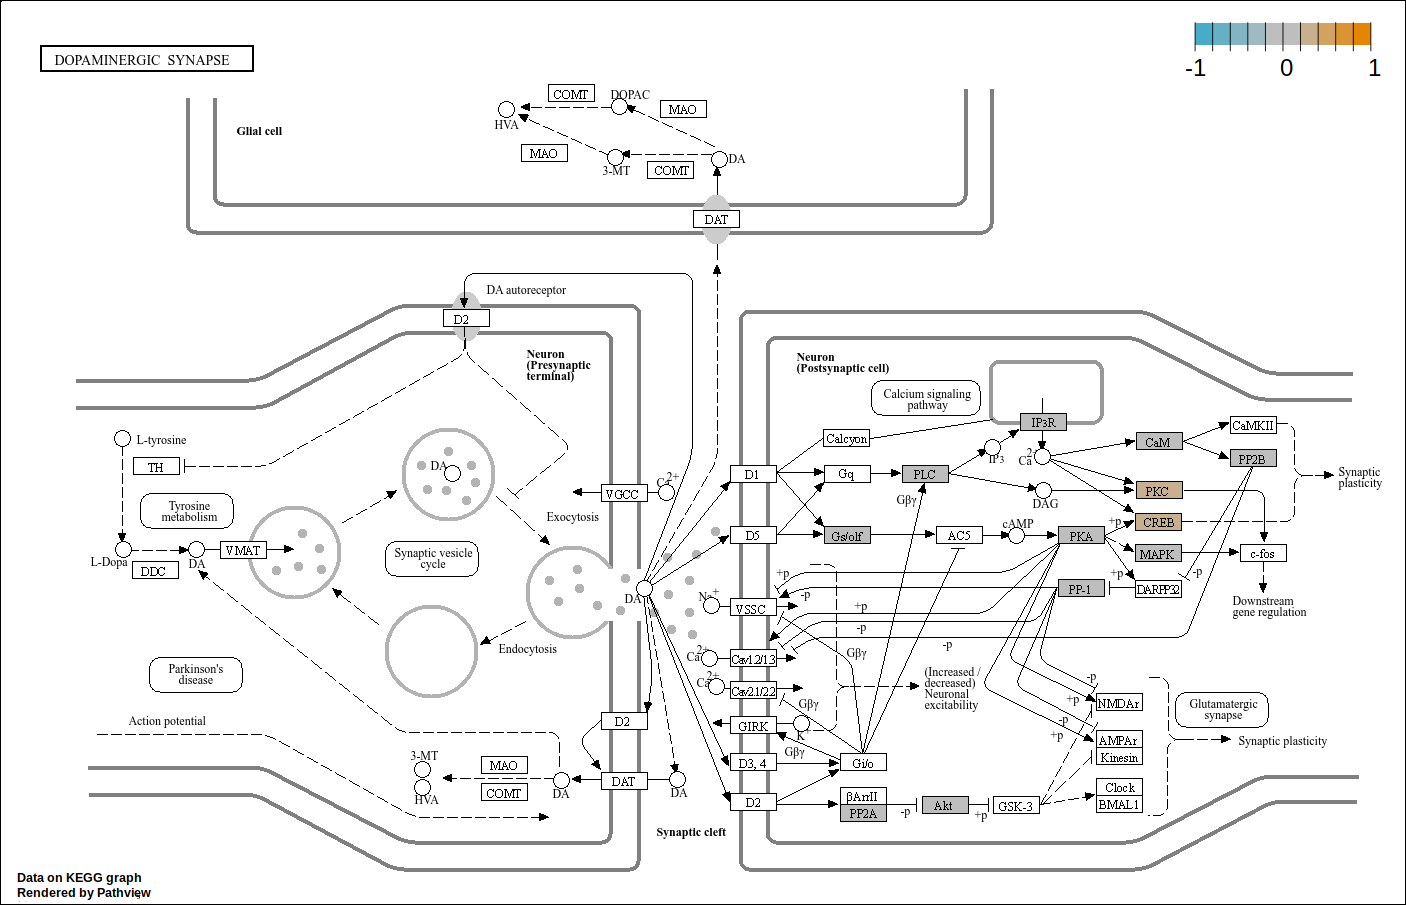 DOPAMINERGIC SYNAPSE
-1 0 1
Glial cell
COMT
DOPAC
MAO
HVA
MAO
3-MT
COMT
DA
DAT
DA autoreceptor
D2
Neuron
(Presynaptic
terminal)
Neuron
(Postsynaptic cell)
Calcium signaling
pathway
L-tyrosine
TH
Tyrosine
metabolism
L-Dopa
DDC
DA
VMAT
DA
Synaptic vesicle
cycle
VGCC
Ca2+
Exocytosis
Endocytosis
DA
Parkinson's
disease
Action potential
3-MT
HVA
MAO
COMT
DA
D2
DAT
DA
Synaptic cleft
Calcyon
IP3R
IP3
Ca2+
CaM
CaMKII
PP2B
Synaptic
plasticity
D1
Gq
PLC
Gβγ
DAG
PKC
CREB
D5
Gs/olf
AC5
cAMP
PKA
+p
MAPK
c-fos
+p
-p
PP-1
DARPP32
Downstream
gene regulation
+p
-p
Na+
VSSC
+p
-p
-p
Ca2+
Cav1.2/1.3
Gβγ
Ca2+
Cav2.1/2.2
(Increased /
decreased)
Neuronal
excitability
Gβγ
GIRK
K+
Gβγ
D3, 4
Gi/o
D2
βArrII
PP2A
-p
Akt
+p
GSK-3
-p
+p
NMDAr
-p
+p
AMPAr
Kinesin
Clock
BMAL1
Glutamatergic
synapse
Synaptic plasticity
Data on KEGG graph
Rendered by Pathview